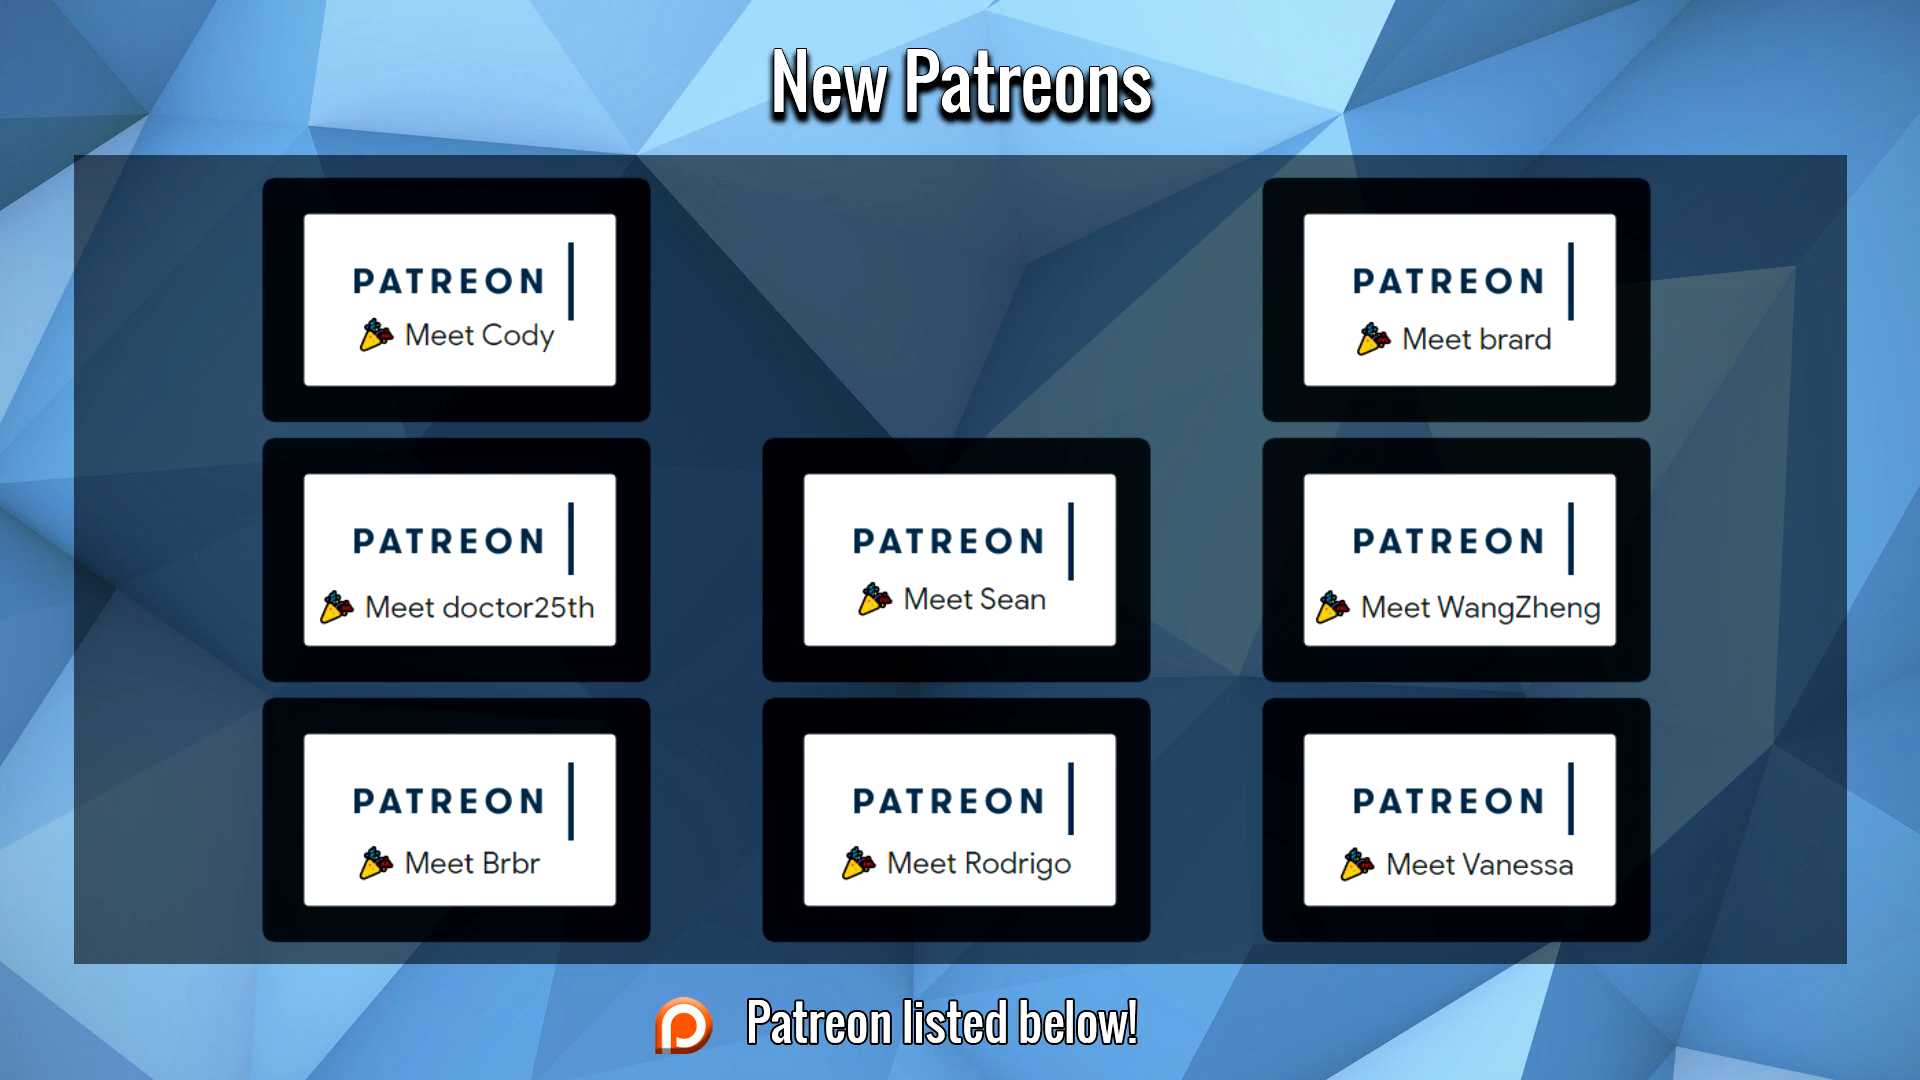 New Patreons
PATREON
Meet Cody
PATREON
Meet brard
PATREON
Meet doctor25th
PATREON
Meet Sean
PATREON
Meet WangZheng
PATREON
Meet Brbr
PATREON
Meet Rodrigo
PATREON
Meet Vanessa
Patreon listed below!